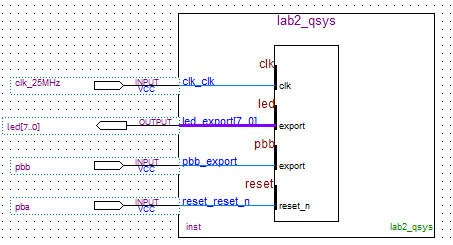 lab2_qsys
clk
clk_25MHz INPUT VCC clk_clk clk
led
led[7..0] OUTPUT led_export[7..0] export
pbb
pbb INPUT VCC pbb_export export
reset
pba INPUT VCC reset_reset_n reset_n
inst lab2_qsys